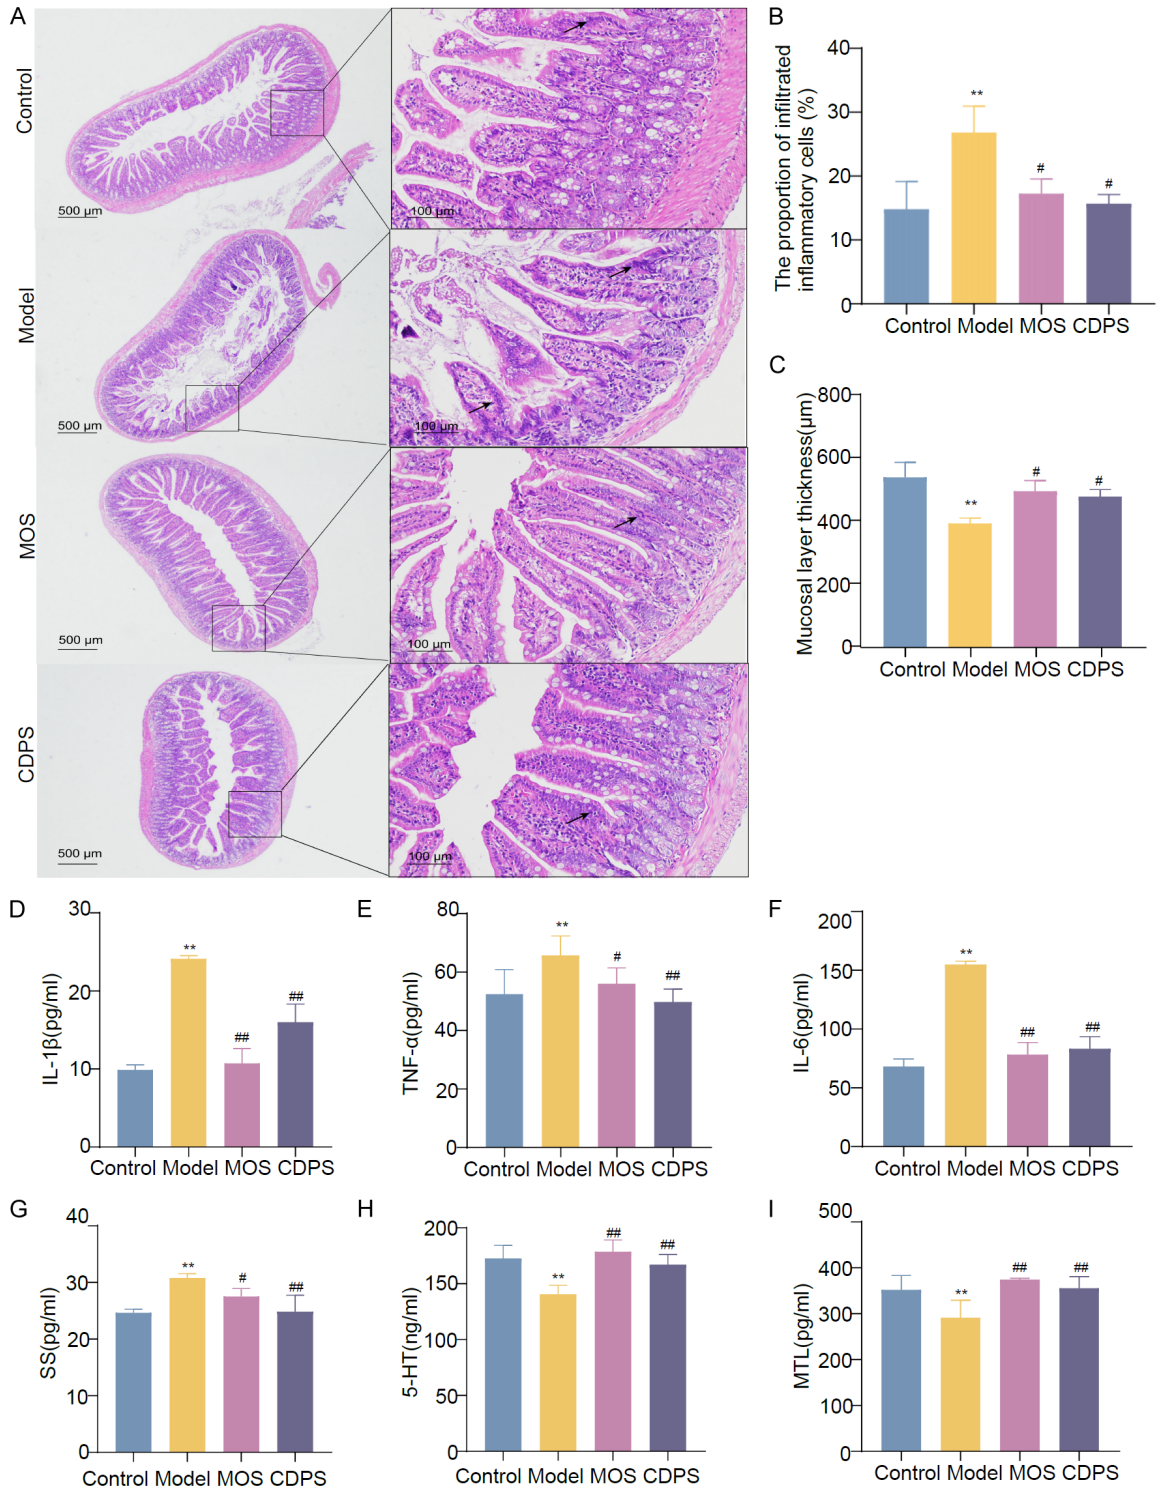 A
Control
500 μm
100 μm
Model
500 μm
100 μm
MOS
500 μm
100 μm
CDPS
500 μm
100 μm
B
The proportion of infiltrated
inflammatory cells (%)
40
30
20
10
0
**
#
#
Control Model MOS CDPS
C
Mucosal layer thickness(μm)
800
600
400
200
0
**
#
#
Control Model MOS CDPS
D
IL-1β(pg/ml)
30
20
10
0
**
##
##
Control Model MOS CDPS
E
TNF-α(pg/ml)
80
60
40
20
0
**
#
##
Control Model MOS CDPS
F
IL-6(pg/ml)
200
150
100
50
0
**
##
##
Control Model MOS CDPS
G
SS(pg/ml)
40
30
20
10
0
**
#
##
Control Model MOS CDPS
H
5-HT(ng/ml)
200
150
100
50
0
**
##
##
Control Model MOS CDPS
I
MTL(pg/ml)
500
400
300
200
100
0
**
##
##
Control Model MOS CDPS